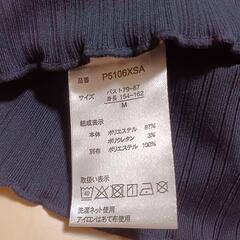 品番 P5106XSA
サイズ バスト79-87
身長 154-162
M
組成表示
本体 ポリエステル 97%
ポリウレタン 3%
別布 ポリエステル 100%
取扱い表示
洗濯ネット使用
アイロンはあて布使用